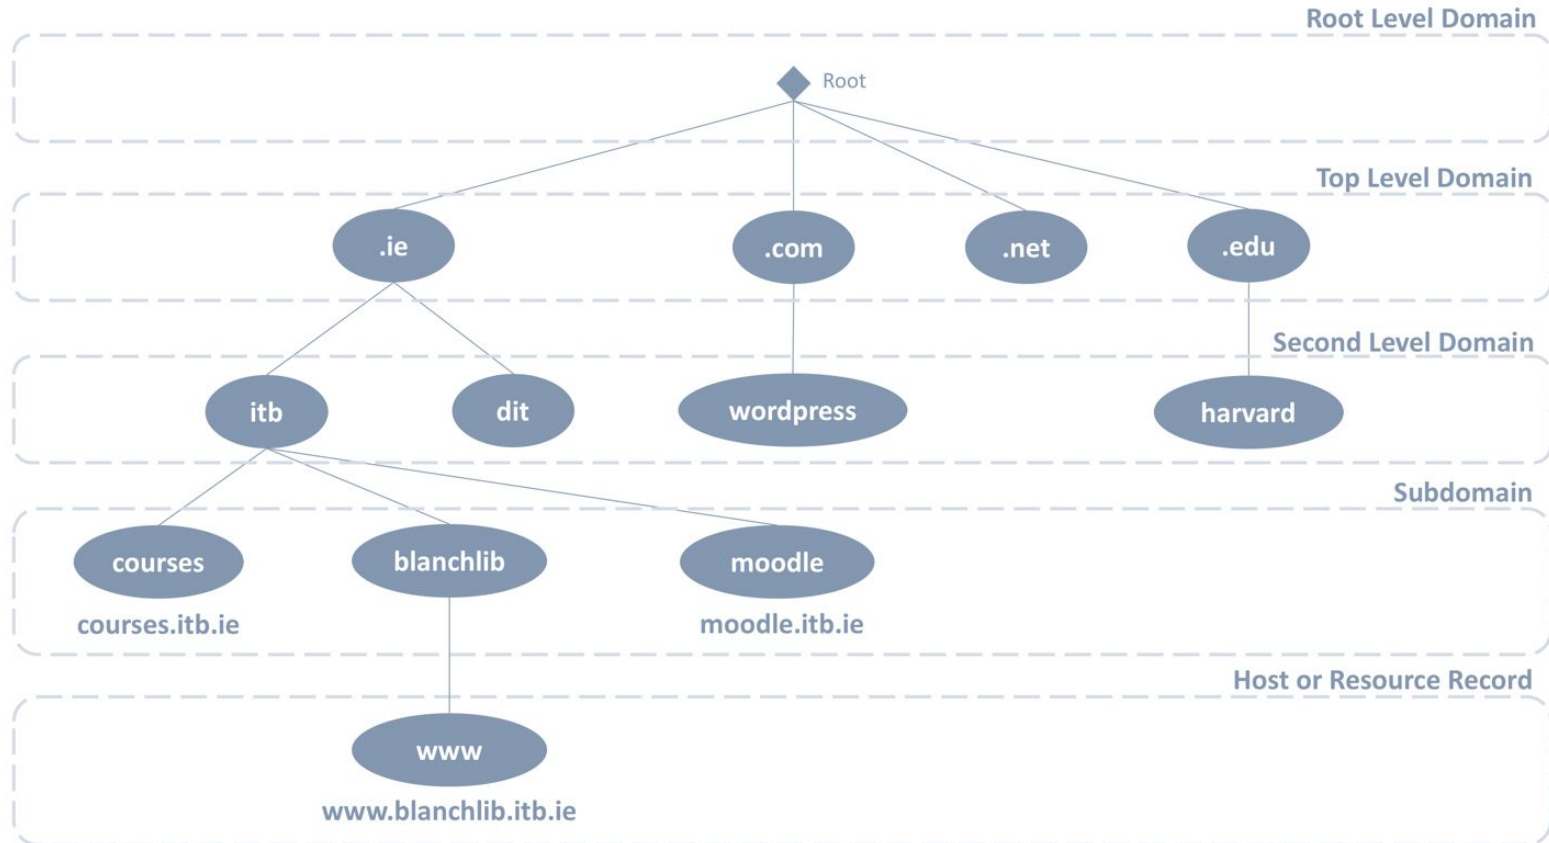 Root Level Domain
Root
Top Level Domain
.ie
.com
.net
.edu
Second Level Domain
itb
dit
wordpress
harvard
Subdomain
courses
blanchlib
moodle
courses.itb.ie
moodle.itb.ie
Host or Resource Record
www
www.blanchlib.itb.ie